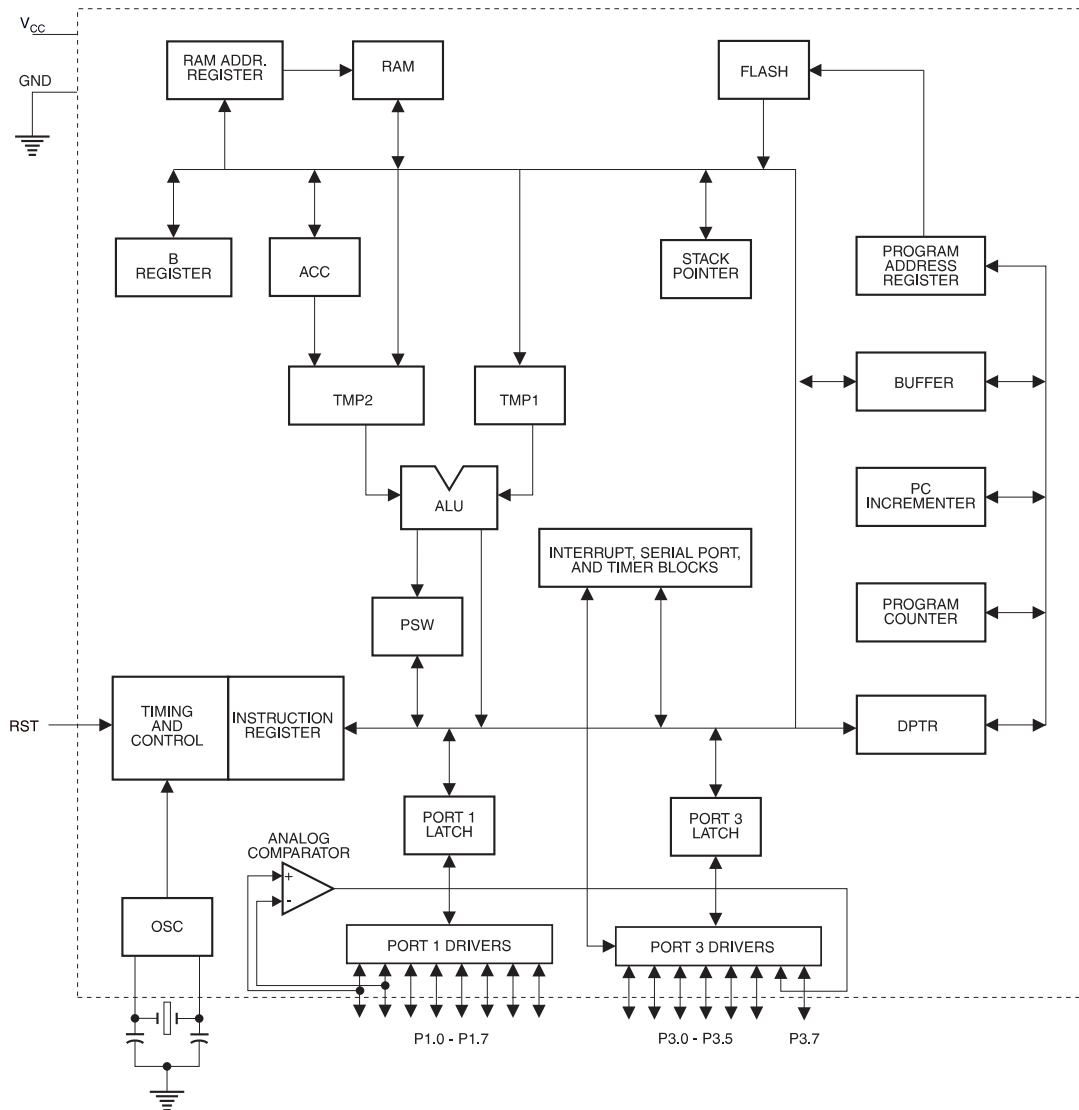 VCC
GND
RAM ADDR.
REGISTER
RAM
FLASH
B
REGISTER
ACC
STACK
POINTER
PROGRAM
ADDRESS
REGISTER
TMP2
TMP1
BUFFER
ALU
PC
INCREMENTER
INTERRUPT, SERIAL PORT,
AND TIMER BLOCKS
PSW
PROGRAM
COUNTER
RST
TIMING
AND
CONTROL
INSTRUCTION
REGISTER
DPTR
PORT 1
LATCH
PORT 3
LATCH
ANALOG
COMPARATOR
+
-
OSC
PORT 1 DRIVERS
PORT 3 DRIVERS
P1.0 - P1.7
P3.0 - P3.5
P3.7